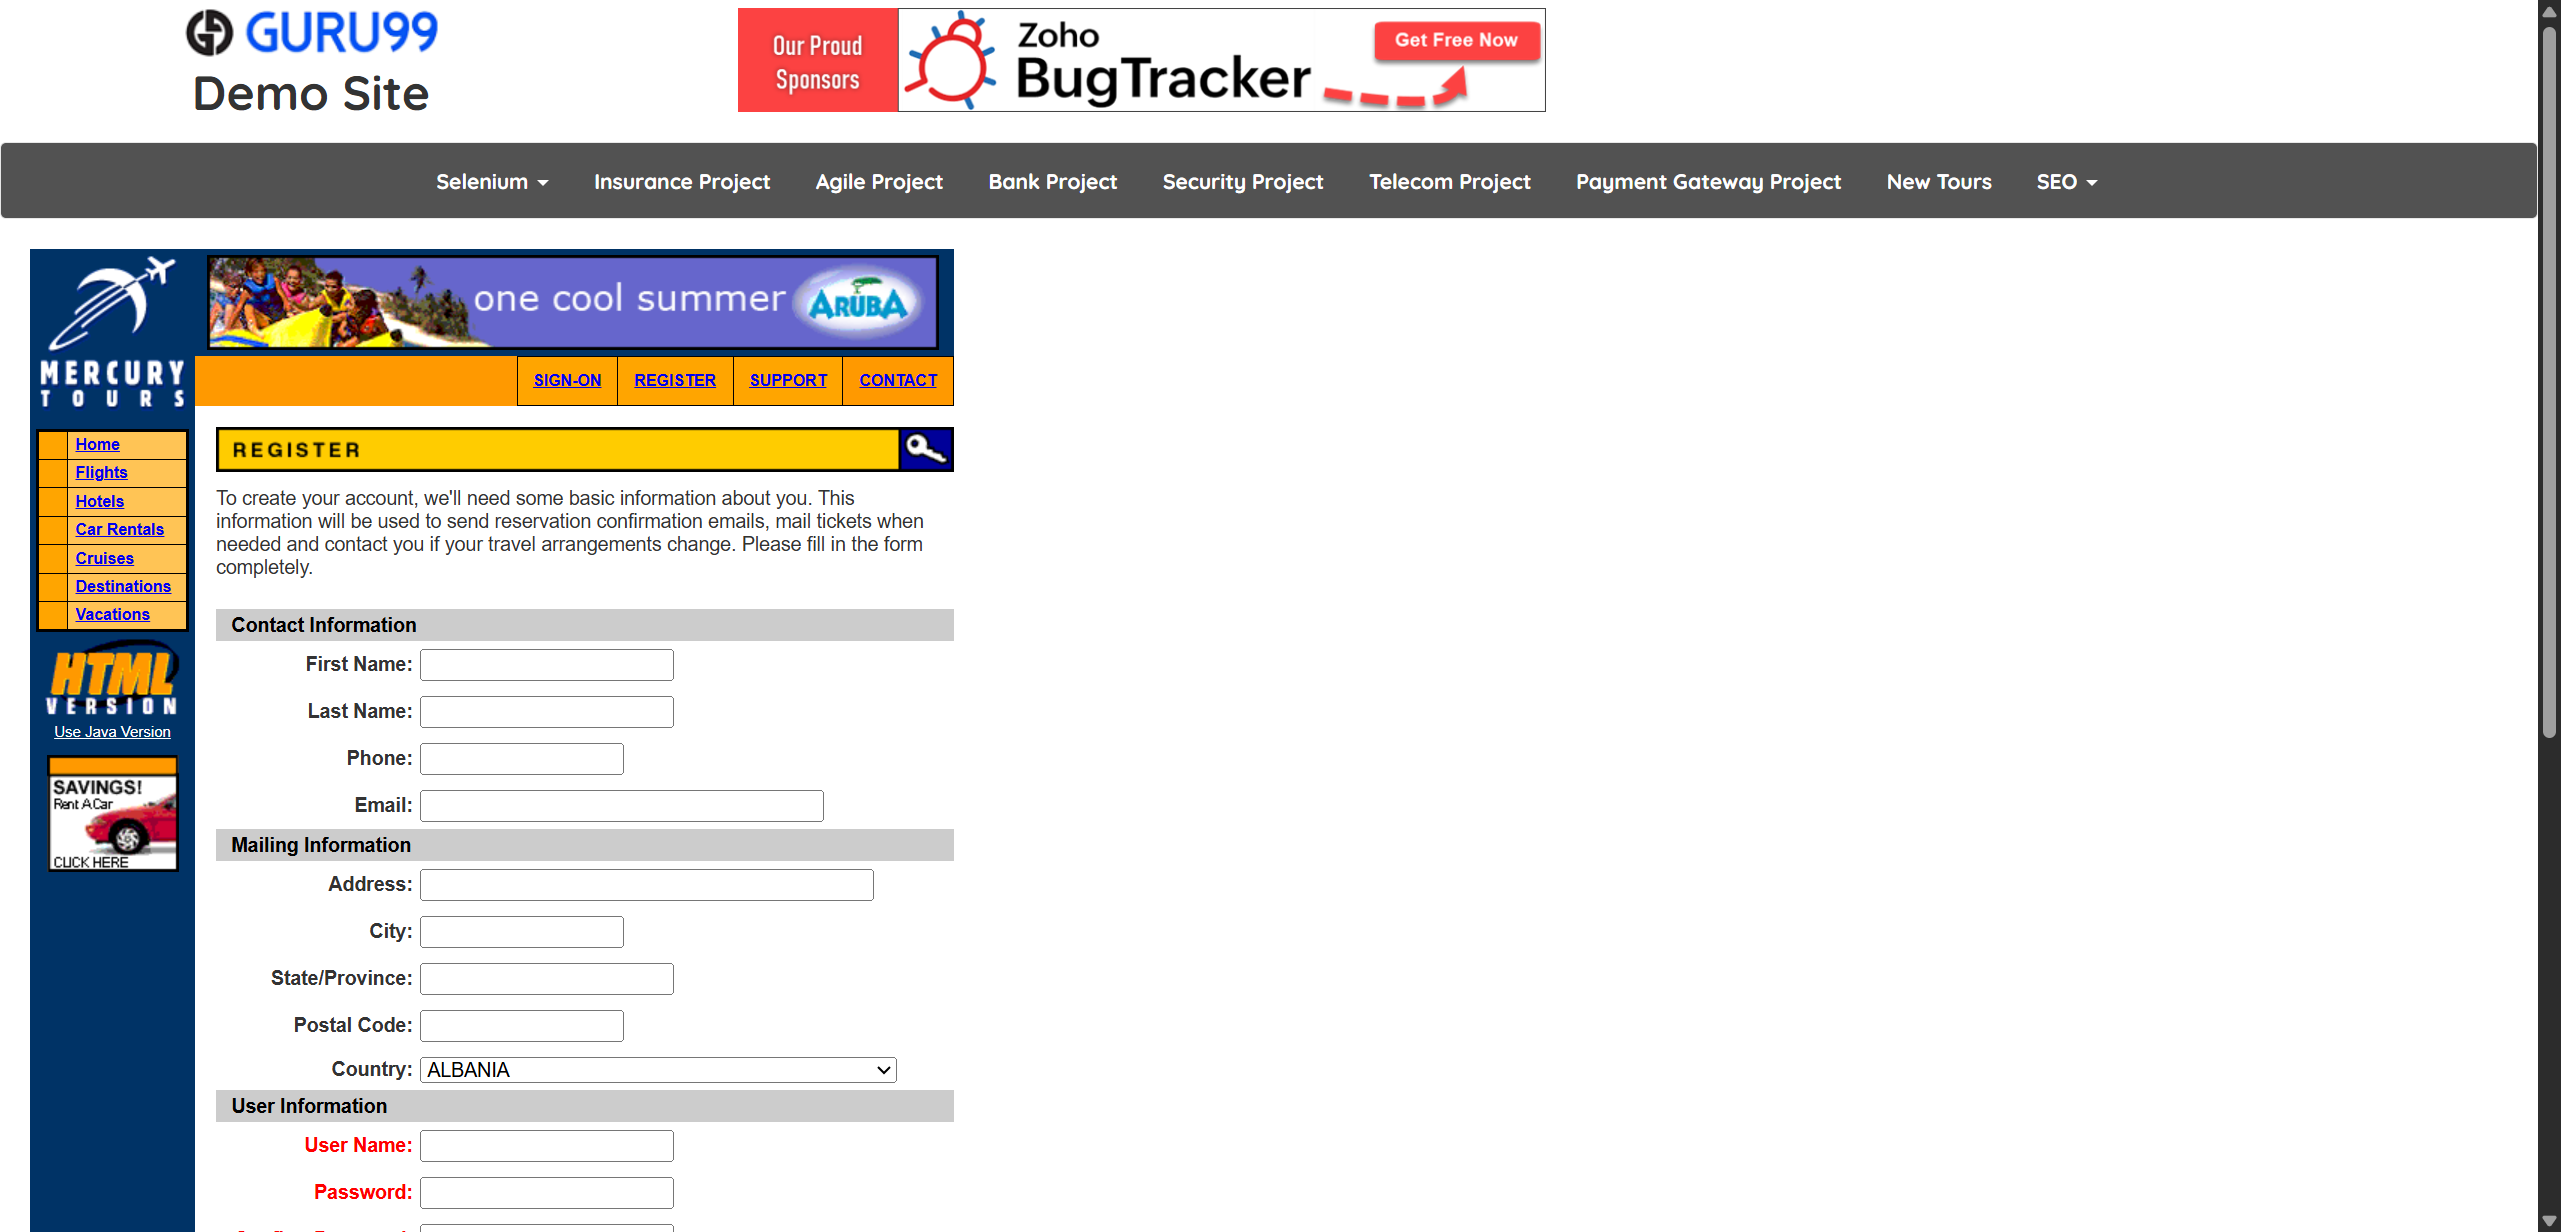 GURU99
Demo Site
Our Proud
Sponsors
Zoho
BugTracker
Get Free Now
Selenium
Insurance Project
Agile Project
Bank Project
Security Project
Telecom Project
Payment Gateway Project
New Tours
SEO
MERCURY
TOURS
one cool summer
ARUBA
SIGN-ON
REGISTER
SUPPORT
CONTACT
Home
Flights
Hotels
Car Rentals
Cruises
Destinations
Vacations
HTML
VERSION
Use Java Version
SAVINGS!
Rent A Car
CLICK HERE
REGISTER
To create your account, we'll need some basic information about you. This
information will be used to send reservation confirmation emails, mail tickets when
needed and contact you if your travel arrangements change. Please fill in the form
completely.
Contact Information
First Name:
Last Name:
Phone:
Email:
Mailing Information
Address:
City:
State/Province:
Postal Code:
Country: ALBANIA
User Information
User Name:
Password: